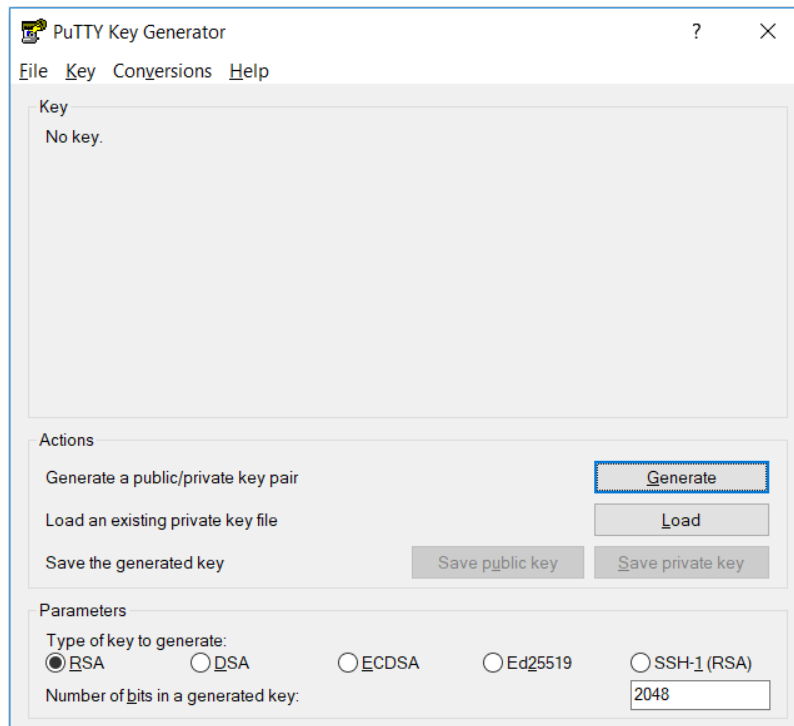 PuTTY Key Generator ? ×
File Key Conversions Help
Key
No key.
Actions
Generate a public/private key pair Generate
Load an existing private key file Load
Save the generated key Save public key Save private key
Parameters
Type of key to generate:
RSA DSA ECDSA Ed25519 SSH-1 (RSA)
Number of bits in a generated key: 2048